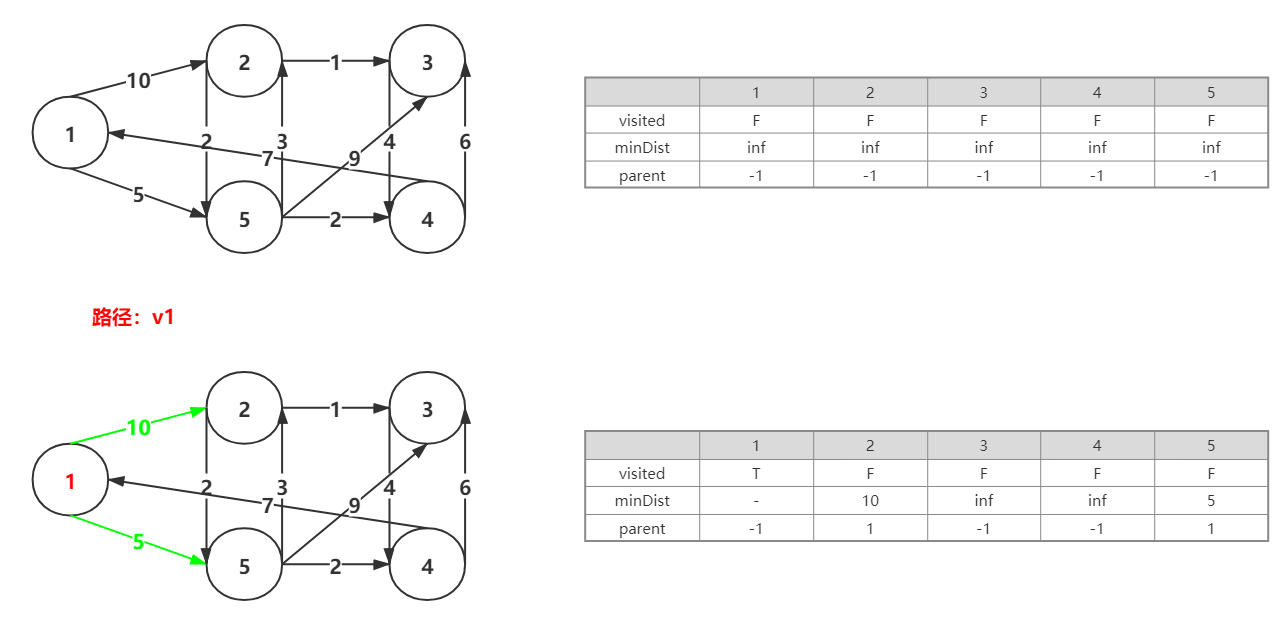 10 2 1 3
1
2 3 4 6
7 9
5
5 2 4
1 2 3 4 5
visited F F F F F
minDist inf inf inf inf inf
parent -1 -1 -1 -1 -1
路径：v1
2 1 3
10
1
2 3 4 6
7 9
5
5 2 4
1 2 3 4 5
visited T F F F F
minDist - 10 inf inf 5
parent -1 1 -1 -1 1